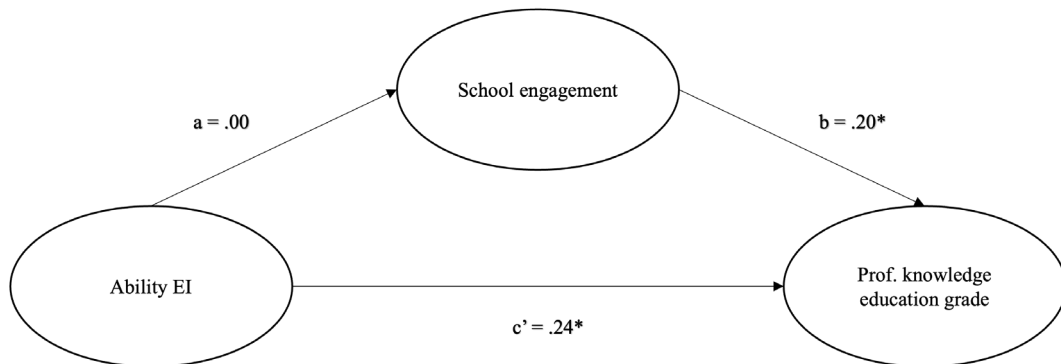 School engagement
a = .00
b = .20*
Ability EI
Prof. knowledge
education grade
c’ = .24*